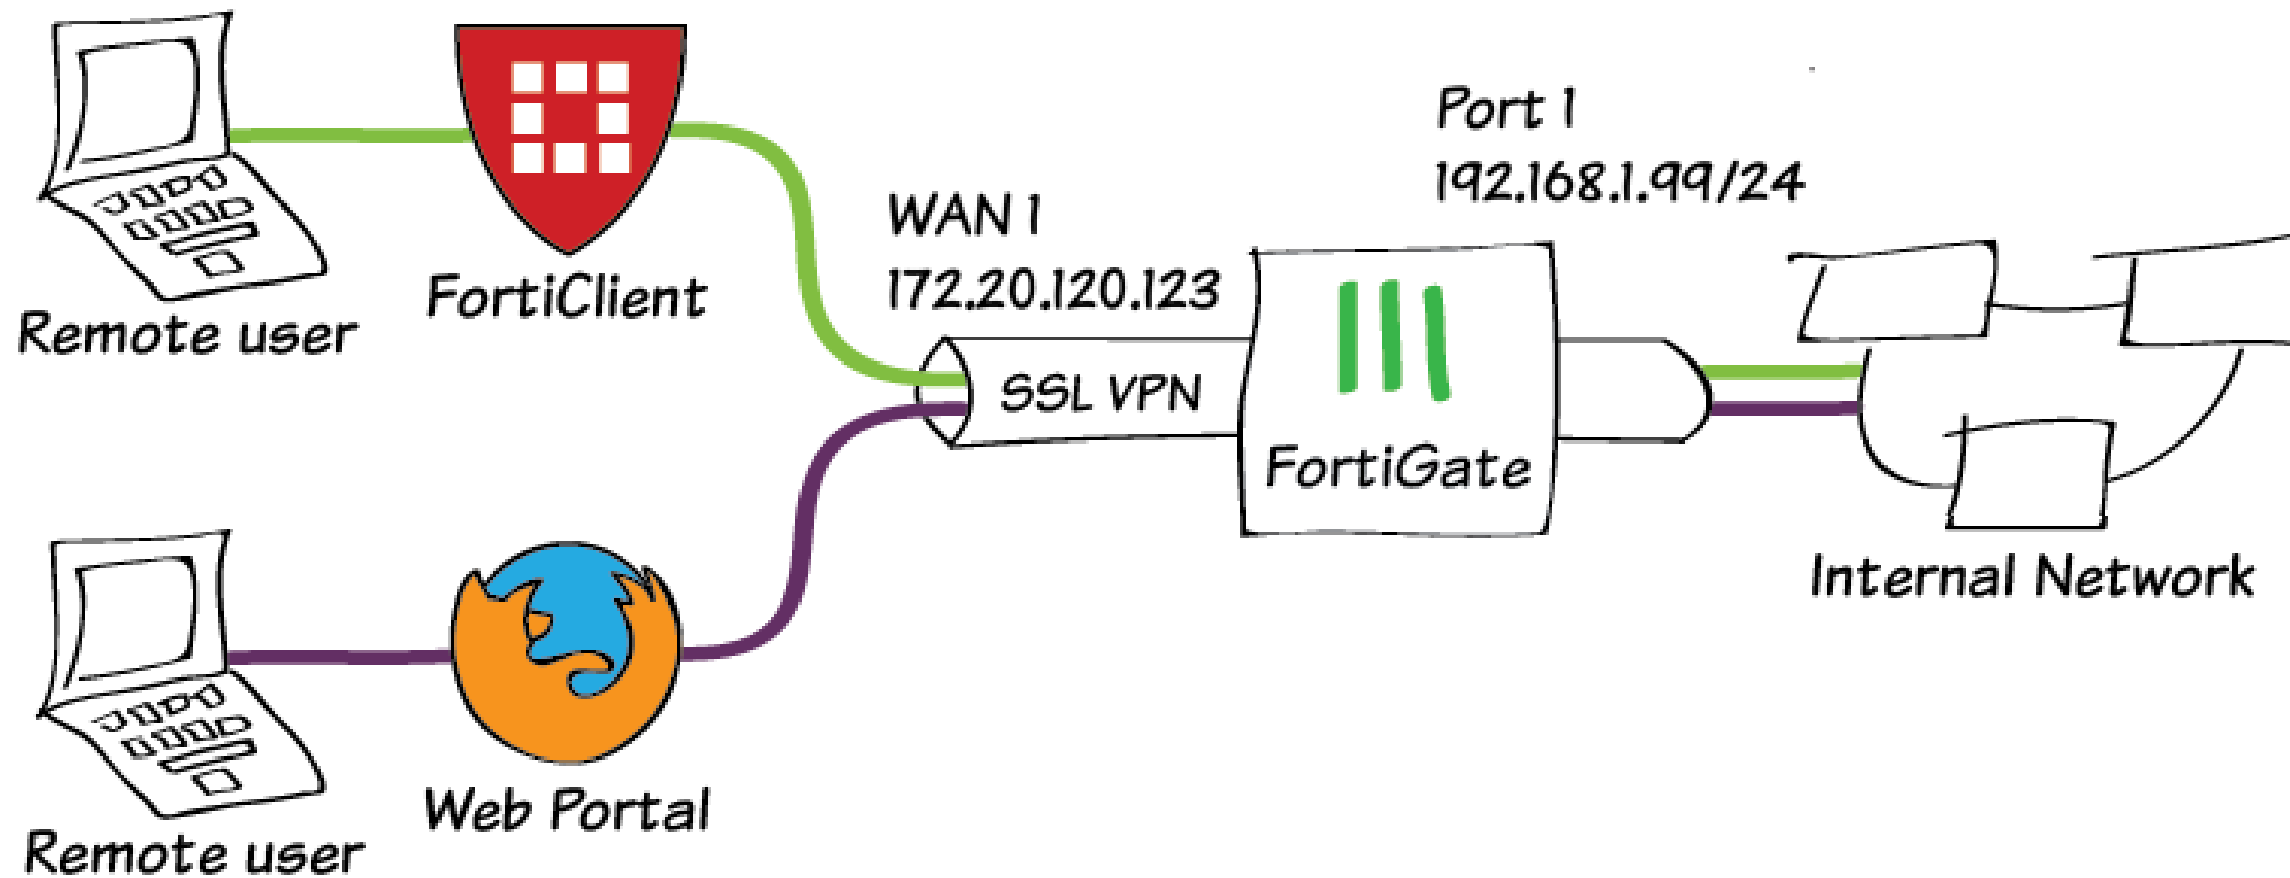 Remote user
FortiClient
WAN 1
172.20.120.123
Port 1
192.168.1.99/24
SSL VPN
FortiGate
Internal Network
Web Portal
Remote user